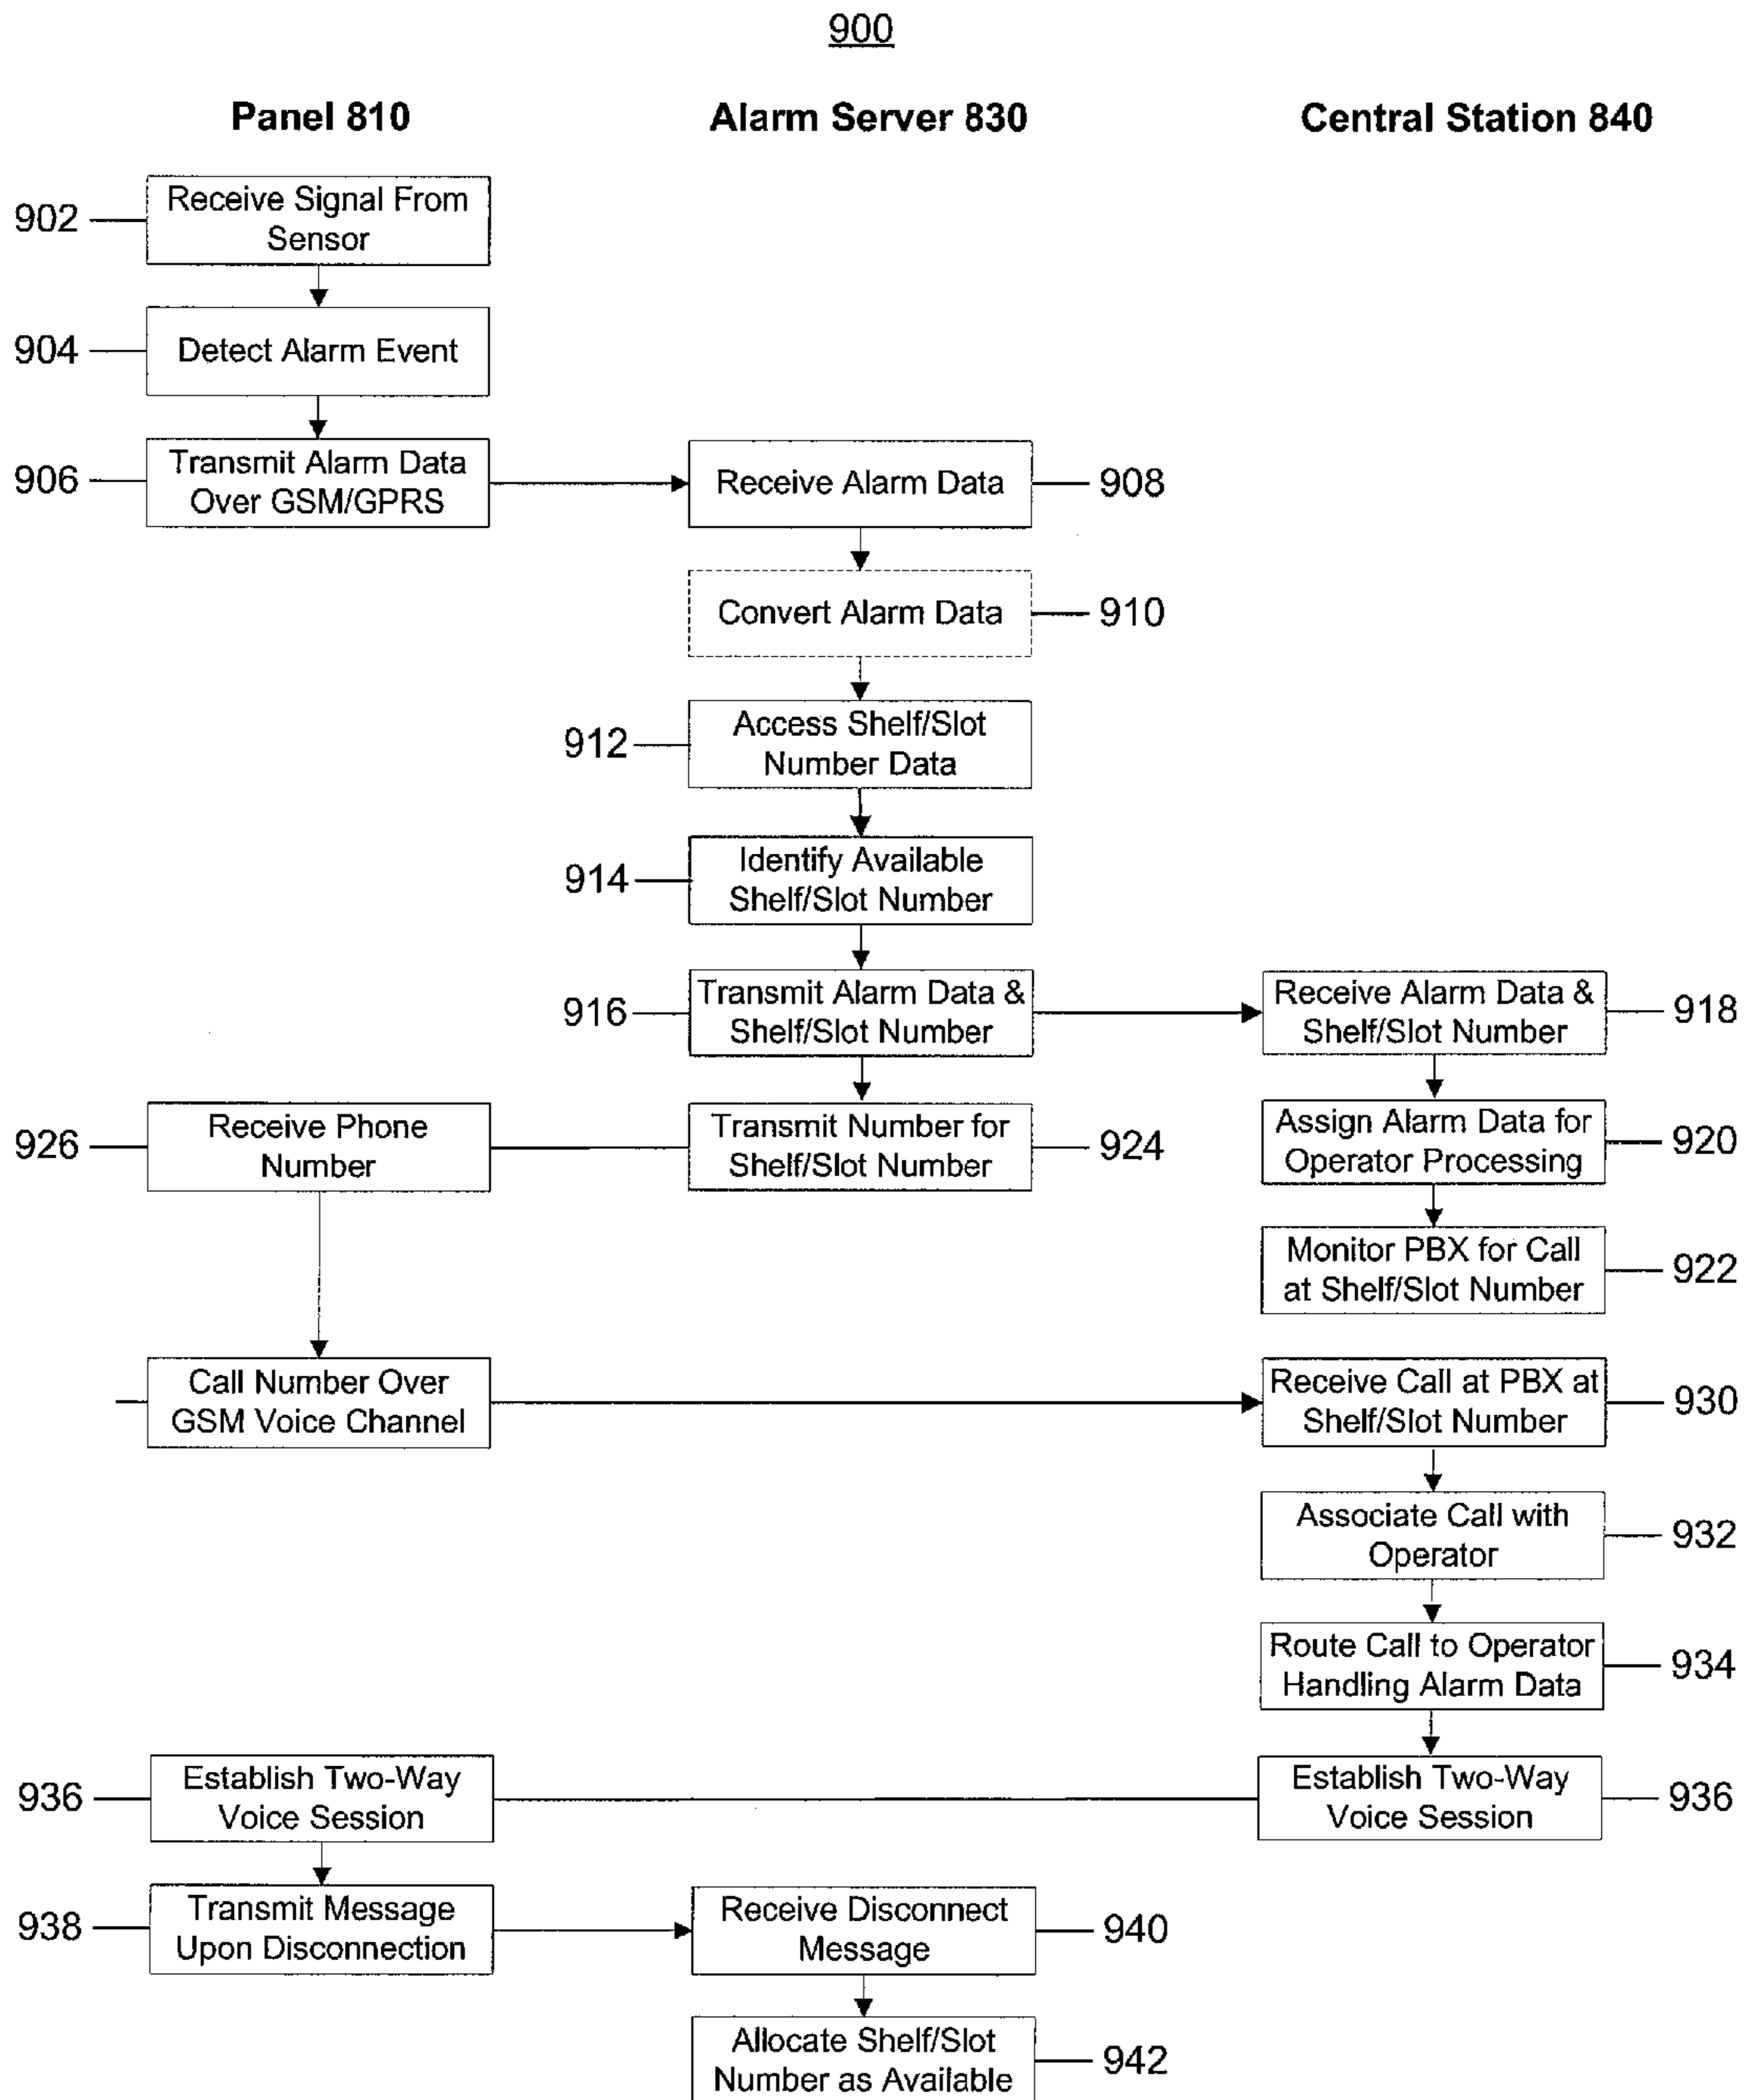 900
Panel 810
Alarm Server 830
Central Station 840
902
Receive Signal From
Sensor
904
Detect Alarm Event
906
Transmit Alarm Data
Over GSM/GPRS
Receive Alarm Data
908
Convert Alarm Data
910
912
Access Shelf/Slot
Number Data
914
Identify Available
Shelf/Slot Number
916
Transmit Alarm Data &
Shelf/Slot Number
Receive Alarm Data &
Shelf/Slot Number
918
926
Receive Phone
Number
Transmit Number for
Shelf/Slot Number
924
Assign Alarm Data for
Operator Processing
920
Monitor PBX for Call
at Shelf/Slot Number
922
Call Number Over
GSM Voice Channel
Receive Call at PBX at
Shelf/Slot Number
930
Associate Call with
Operator
932
Route Call to Operator
Handling Alarm Data
934
936
Establish Two-Way
Voice Session
Establish Two-Way
Voice Session
936
938
Transmit Message
Upon Disconnection
Receive Disconnect
Message
940
Allocate Shelf/Slot
Number as Available
942